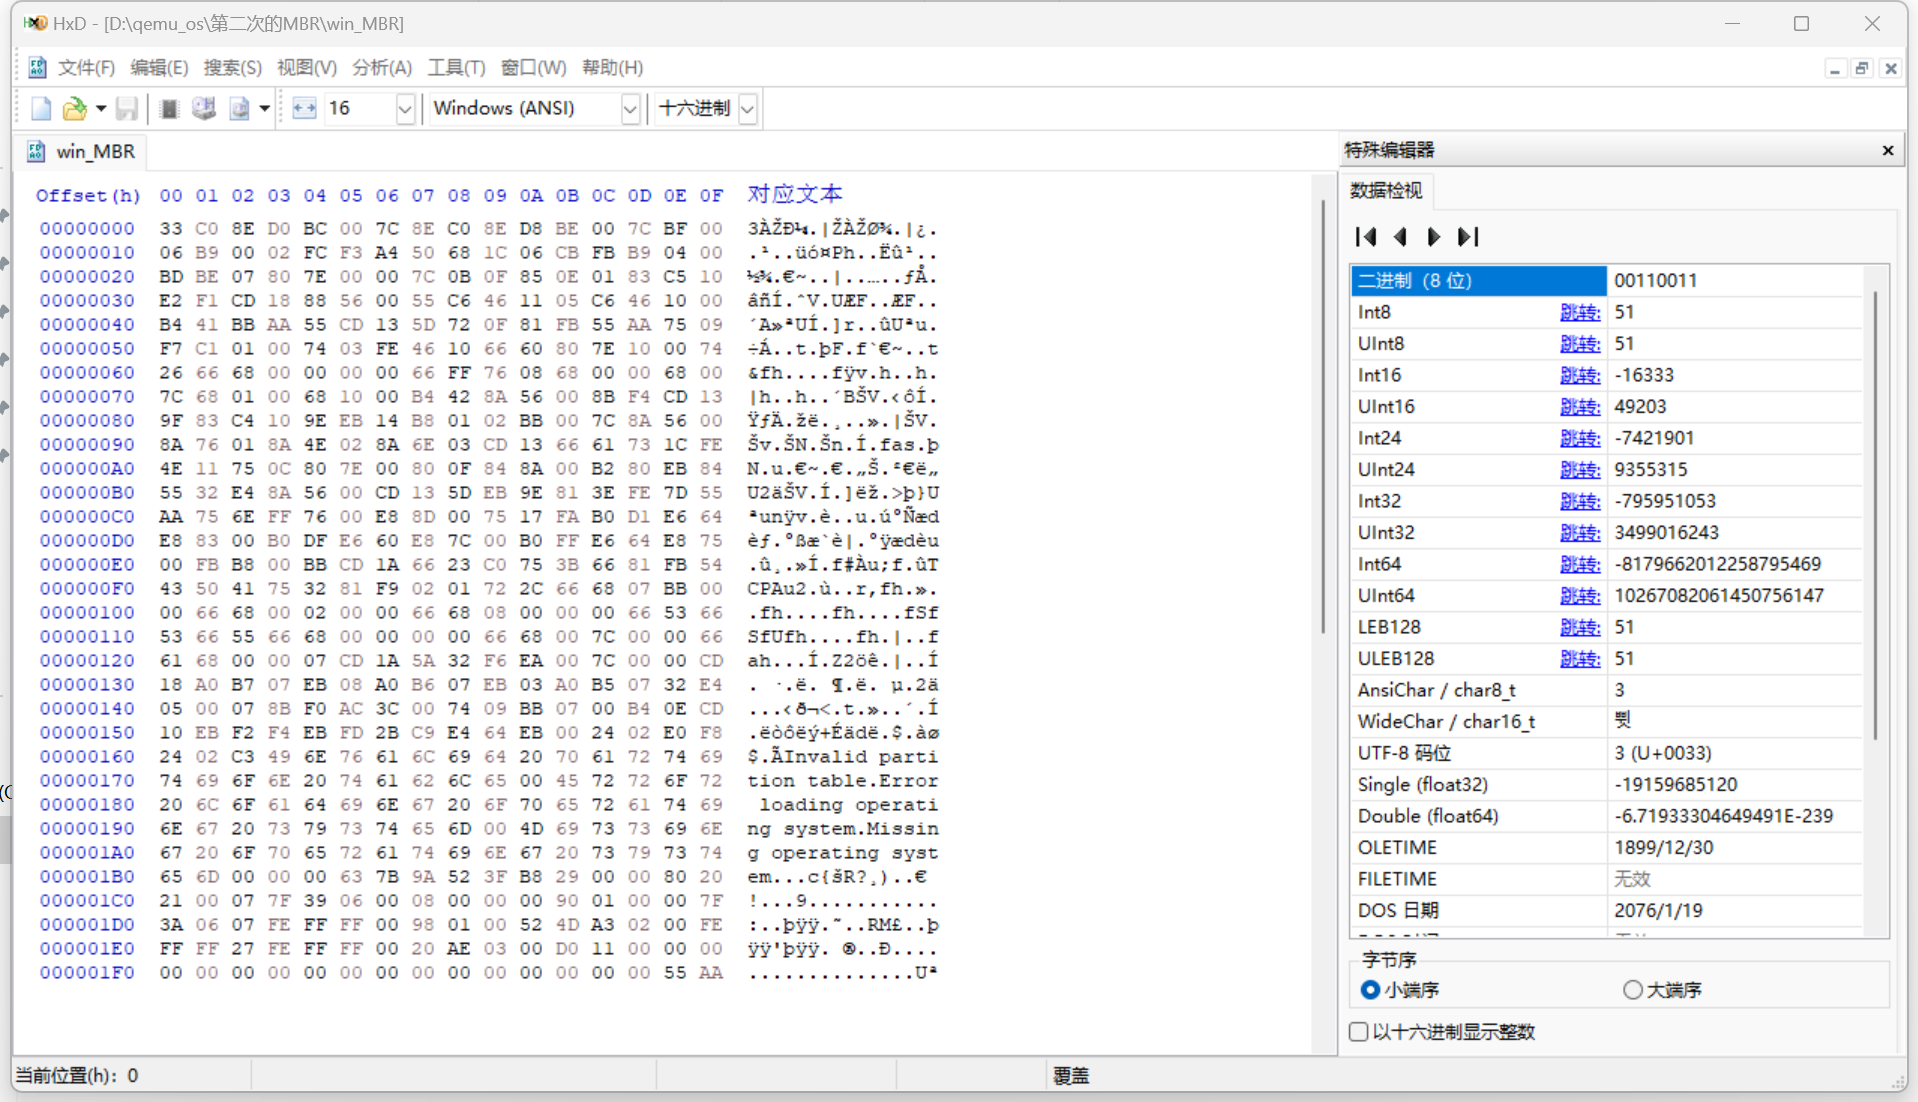 HxD - [D:\qemu_os\第二次的MBR\win_MBR]
文件(F) 编辑(E) 搜索(S) 视图(V) 分析(A) 工具(T) 窗口(W) 帮助(H)
16 Windows (ANSI) 十六进制
win_MBR
Offset(h) 00 01 02 03 04 05 06 07 08 09 0A 0B 0C 0D 0E 0F 对应文本
00000000 33 C0 8E D0 BC 00 7C 8E C0 8E D8 BE 00 7C BF 00 3ÀŽÐ¼.|ŽÀŽØ¾.|¿.
00000010 06 B9 00 02 FC F3 A4 50 68 1C 06 CB FB B9 04 00 .¹..üó¤Ph..Ëû¹..
00000020 BD BE 07 80 7E 00 00 7C 0B 0F 85 0E 01 83 C5 10 ½¾.€~..|..….ƒÅ.
00000030 E2 F1 CD 18 88 56 00 55 C6 46 11 05 C6 46 10 00 âñÍ.ˆV.UÆF..ÆF..
00000040 B4 41 BB AA 55 CD 13 5D 72 0F 81 FB 55 AA 75 09 ´A»ªUÍ.]r..ûUªu.
00000050 F7 C1 01 00 74 03 FE 46 10 66 60 80 7E 10 00 74 ÷Á..t.þF.f`€~..t
00000060 26 66 68 00 00 00 00 66 FF 76 08 68 00 00 68 00 &fh....fÿv.h..h.
00000070 7C 68 01 00 68 10 00 B4 42 8A 56 00 8B F4 CD 13 |h..h..´BŠV.‹ôÍ.
00000080 9F 83 C4 10 9E EB 14 B8 01 02 BB 00 7C 8A 56 00 ŸƒÄ.žë.¸..».|ŠV.
00000090 8A 76 01 8A 4E 02 8A 6E 03 CD 13 66 61 73 1C FE Šv.ŠN.Šn.Í.fas.þ
000000A0 4E 11 75 0C 80 7E 00 80 0F 84 8A 00 B2 80 EB 84 N.u.€~.€.„Š.²€ë„
000000B0 55 32 E4 8A 56 00 CD 13 5D EB 9E 81 3E FE 7D 55 U2äŠV.Í.]ëž.>þ}U
000000C0 AA 75 6E FF 76 00 E8 8D 00 75 17 FA B0 D1 E6 64 ªunÿv.è..u.ú°Ñæd
000000D0 E8 83 00 B0 DF E6 60 E8 7C 00 B0 FF E6 64 E8 75 èƒ.°ßæ`è|.°ÿædèu
000000E0 00 FB B8 00 BB CD 1A 66 23 C0 75 3B 66 81 FB 54 .û¸.»Í.f#Àu;f.ûT
000000F0 43 50 41 75 32 81 F9 02 01 72 2C 66 68 07 BB 00 CPAu2.ù..r,fh.».
00000100 00 66 68 00 02 00 00 66 68 08 00 00 00 66 53 66 .fh....fh....fSf
00000110 53 66 55 66 68 00 00 00 00 66 68 00 7C 00 00 66 SfUfh....fh.|..f
00000120 61 68 00 00 07 CD 1A 5A 32 F6 EA 00 7C 00 00 CD ah...Í.Z2öê.|..Í
00000130 18 A0 B7 07 EB 08 A0 B6 07 EB 03 A0 B5 07 32 E4 . ·.ë. ¶.ë. µ.2ä
00000140 05 00 07 8B F0 AC 3C 00 74 09 BB 07 00 B4 0E CD ...‹ð¬<.t.»..´.Í
00000150 10 EB F2 F4 EB FD 2B C9 E4 64 EB 00 24 02 E0 F8 .ëòôëý+Éädë.$.àø
00000160 24 02 C3 49 6E 76 61 6C 69 64 20 70 61 72 74 69 $.ÃInvalid parti
00000170 74 69 6F 6E 20 74 61 62 6C 65 00 45 72 72 6F 72 tion table.Error
00000180 20 6C 6F 61 64 69 6E 67 20 6F 70 65 72 61 74 69 loading operati
00000190 6E 67 20 73 79 73 74 65 6D 00 4D 69 73 73 69 6E ng system.Missin
000001A0 67 20 6F 70 65 72 61 74 69 6E 67 20 73 79 73 74 g operating syst
000001B0 65 6D 00 00 00 63 7B 9A 52 3F B8 29 00 00 80 20 em...c{šR?¸)..€
000001C0 21 00 07 7F 39 06 00 08 00 00 00 90 01 00 00 7F !...9...........
000001D0 3A 06 07 FE FF FF 00 98 01 00 52 4D A3 02 00 FE :..þÿÿ.˜..RM£..þ
000001E0 FF FF 27 FE FF FF 00 20 AE 03 00 D0 11 00 00 00 ÿÿ'þÿÿ. ®..Ð....
000001F0 00 00 00 00 00 00 00 00 00 00 00 00 00 00 55 AA ..............Uª
特殊编辑器
数据检视
二进制 (8 位) 00110011
Int8 跳转: 51
UInt8 跳转: 51
Int16 跳转: -16333
UInt16 跳转: 49203
Int24 跳转: -7421901
UInt24 跳转: 9355315
Int32 跳转: -795951053
UInt32 跳转: 3499016243
Int64 跳转: -8179662012258795469
UInt64 跳转: 10267082061450756147
LEB128 跳转: 51
ULEB128 跳转: 51
AnsiChar / char8_t 3
WideChar / char16_t 쀳
UTF-8 码位 3 (U+0033)
Single (float32) -19159685120
Double (float64) -6.71933304649491E-239
OLETIME 1899/12/30
FILETIME 无效
DOS 日期 2076/1/19
字节序
小端序 大端序
以十六进制显示整数
当前位置(h): 0 覆盖